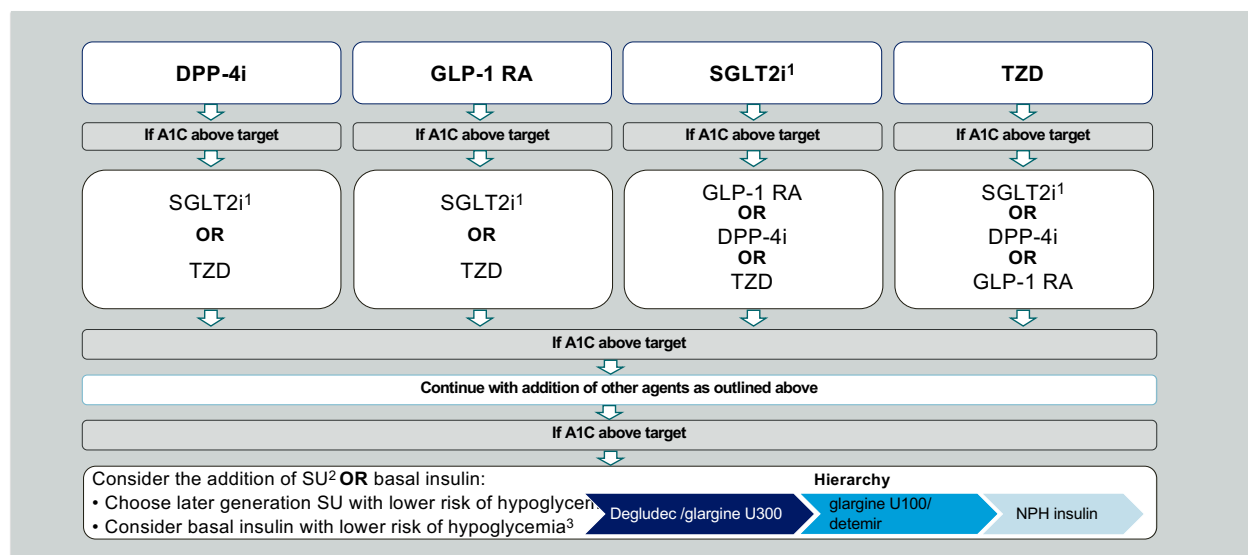 DPP-4i
GLP-1 RA
SGLT2i¹
TZD
If A1C above target
If A1C above target
If A1C above target
If A1C above target
SGLT2i¹
OR
TZD
SGLT2i¹
OR
TZD
GLP-1 RA
OR
DPP-4i
OR
TZD
SGLT2i¹
OR
DPP-4i
OR
GLP-1 RA
If A1C above target
Continue with addition of other agents as outlined above
If A1C above target
Consider the addition of SU² OR basal insulin:
• Choose later generation SU with lower risk of
• Consider basal insulin with lower risk of hypoglycemia³
Hierarchy
Degludec /glargine U300
glargine U100/
detemir
NPH insulin